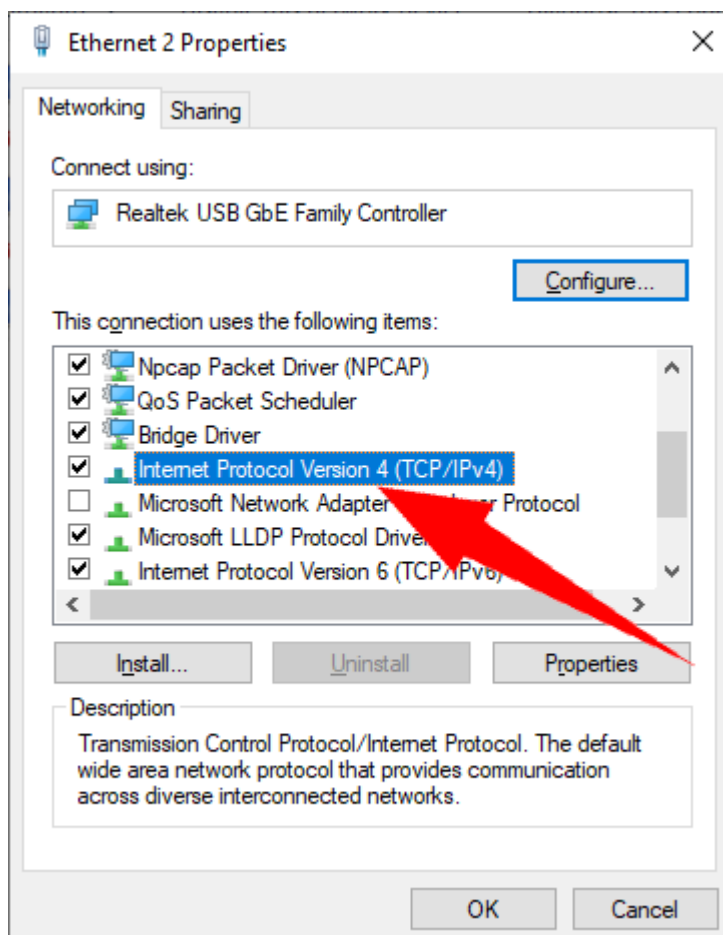 Ethernet 2 Properties
Networking
Sharing
Connect using:
Realtek USB GbE Family Controller
Configure...
This connection uses the following items:
Npcap Packet Driver (NPCAP)
QoS Packet Scheduler
Bridge Driver
Internet Protocol Version 4 (TCP/IPv4)
Microsoft Network Adapter Protocol
Microsoft LLDP Protocol Driver
Internet Protocol Version 6 (TCP/IPv6)
Install...
Uninstall
Properties
Description
Transmission Control Protocol/Internet Protocol. The default
wide area network protocol that provides communication
across diverse interconnected networks.
OK
Cancel